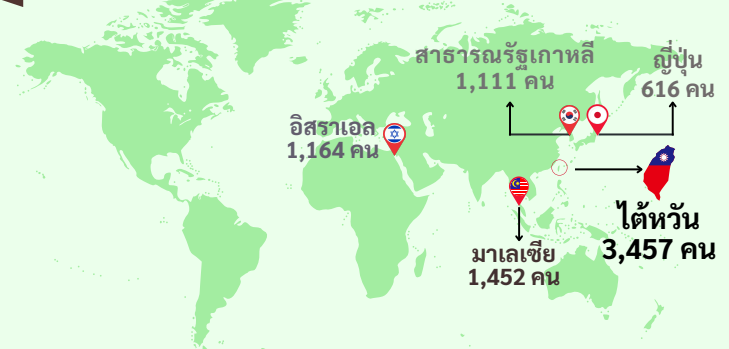 สาธารณรัฐเกาหลี
1,111 คน
ญี่ปุ่น
616 คน
อิสราเอล
1,164 คน
ไต้หวัน
3,457 คน
มาเลเซีย
1,452 คน